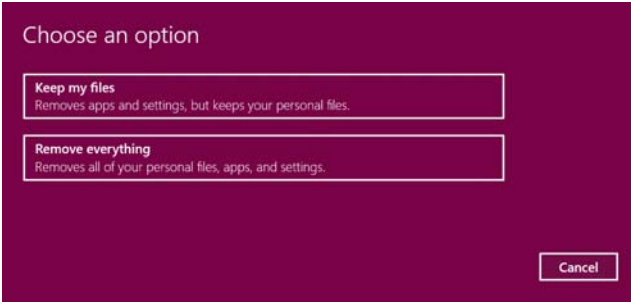 Choose an option
Keep my files
Removes apps and settings, but keeps your personal files.
Remove everything
Removes all of your personal files, apps, and settings.
Cancel